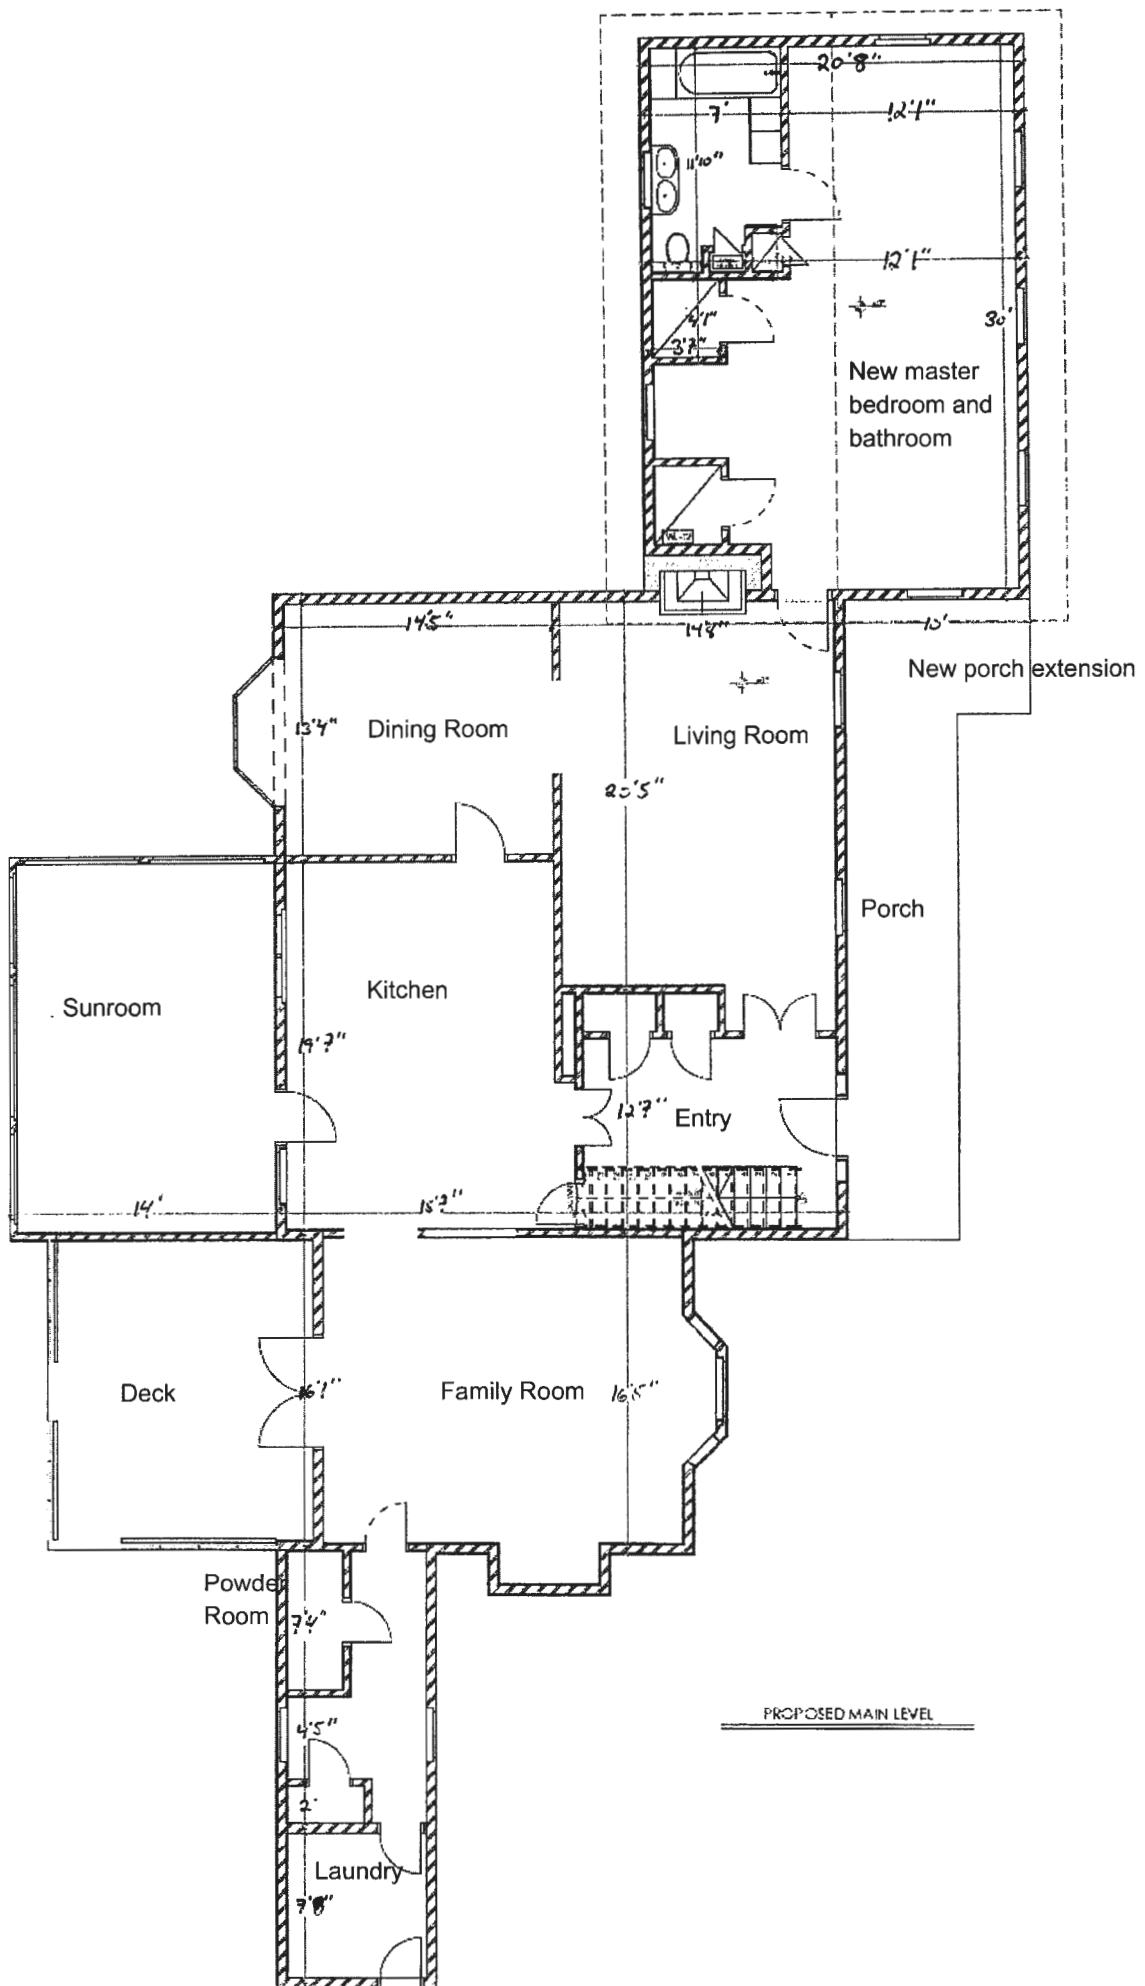 20'8"
7'
12'1"
11'10"
12'1"
4'1"
30'
3'7"
New master
bedroom and
bathroom
14'5"
14'8"
10'
New porch extension
13'4"
Dining Room
Living Room
20'5"
Porch
Kitchen
Sunroom
19'7"
12'7"
Entry
14'
Deck
16'1"
Family Room
16'5"
Powder
Room
7'4"
PROPOSED MAIN LEVEL
4'5"
2'
Laundry
7'8"